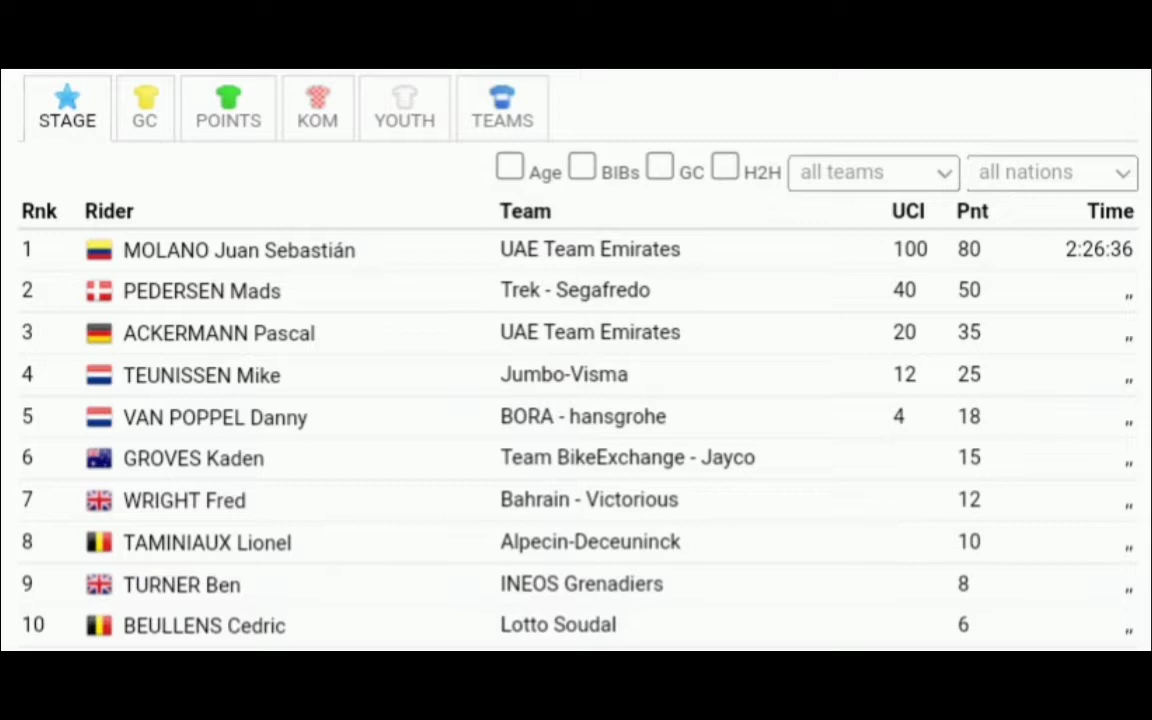 STAGE GC POINTS KOM YOUTH TEAMS
Age BIBs GC H2H all teams all nations
Rnk Rider Team UCI Pnt Time
1 MOLANO Juan Sebastián UAE Team Emirates 100 80 2:26:36
2 PEDERSEN Mads Trek - Segafredo 40 50 ,,
3 ACKERMANN Pascal UAE Team Emirates 20 35 ,,
4 TEUNISSEN Mike Jumbo-Visma 12 25 ,,
5 VAN POPPEL Danny BORA - hansgrohe 4 18 ,,
6 GROVES Kaden Team BikeExchange - Jayco 15 ,,
7 WRIGHT Fred Bahrain - Victorious 12 ,,
8 TAMINIAUX Lionel Alpecin-Deceuninck 10 ,,
9 TURNER Ben INEOS Grenadiers 8 ,,
10 BEULLENS Cedric Lotto Soudal 6 ,,